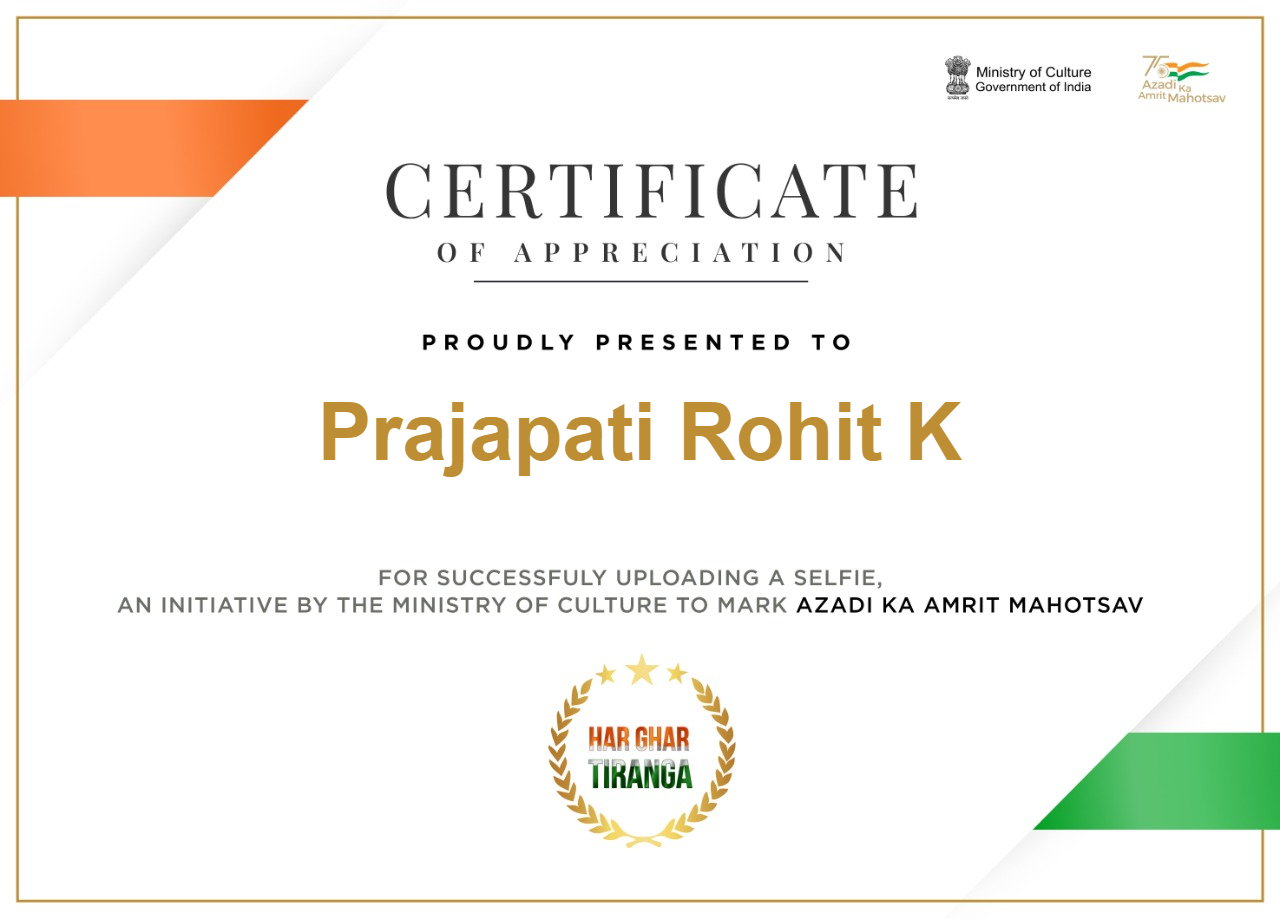 Ministry of Culture
Government of India
75
Azadi Ka
Amrit Mahotsav
CERTIFICATE
OF APPRECIATION
PROUDLY PRESENTED TO
Prajapati Rohit K
FOR SUCCESSFULY UPLOADING A SELFIE,
AN INITIATIVE BY THE MINISTRY OF CULTURE TO MARK AZADI KA AMRIT MAHOTSAV
HAR GHAR
TIRANGA